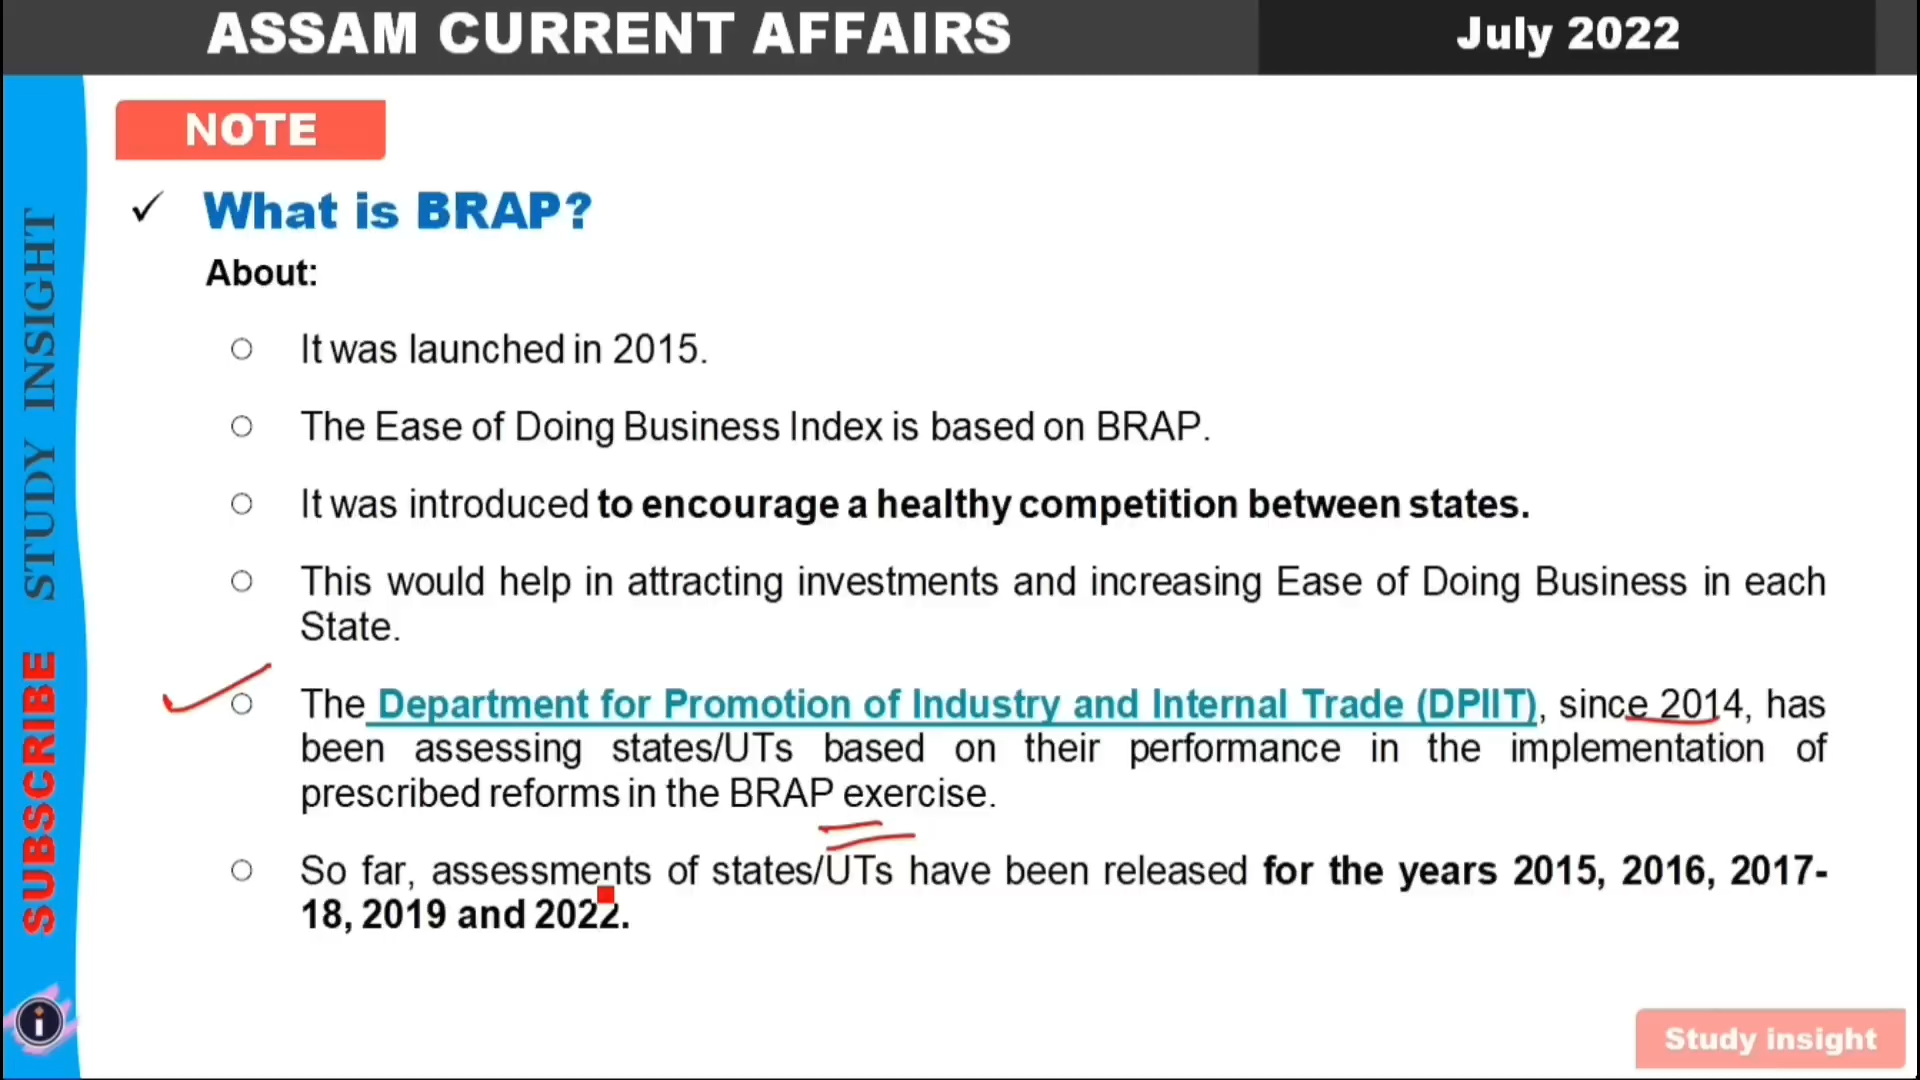 ASSAM CURRENT AFFAIRS
July 2022
NOTE
✓ What is BRAP?
About:
○ It was launched in 2015.
○ The Ease of Doing Business Index is based on BRAP.
○ It was introduced to encourage a healthy competition between states.
○ This would help in attracting investments and increasing Ease of Doing Business in each
State.
○ The Department for Promotion of Industry and Internal Trade (DPIIT), since 2014, has
been assessing states/UTs based on their performance in the implementation of
prescribed reforms in the BRAP exercise.
○ So far, assessments of states/UTs have been released for the years 2015, 2016, 2017-
18, 2019 and 2022.
SUBSCRIBE STUDY INSIGHT
i
Study insight